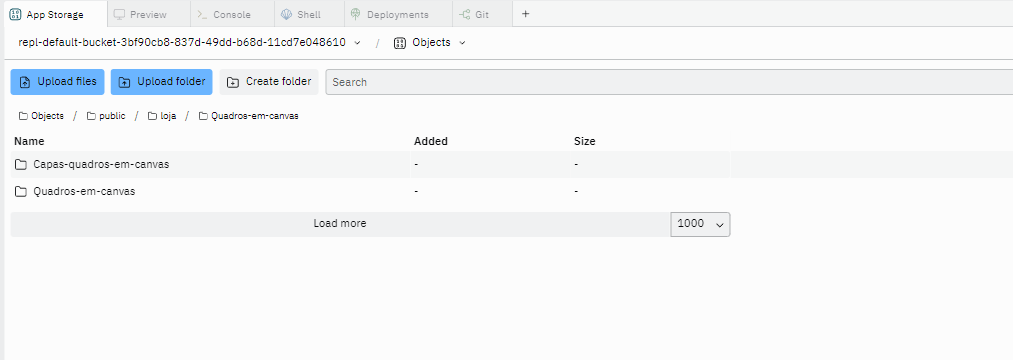 App Storage Preview Console Shell Deployments Git +
repl-default-bucket-3bf90cb8-837d-49dd-b68d-11cd7e048610 / Objects
Upload files Upload folder Create folder Search
Objects / public / loja / Quadros-em-canvas
Name Added Size
Capas-quadros-em-canvas - -
Quadros-em-canvas - -
Load more 1000